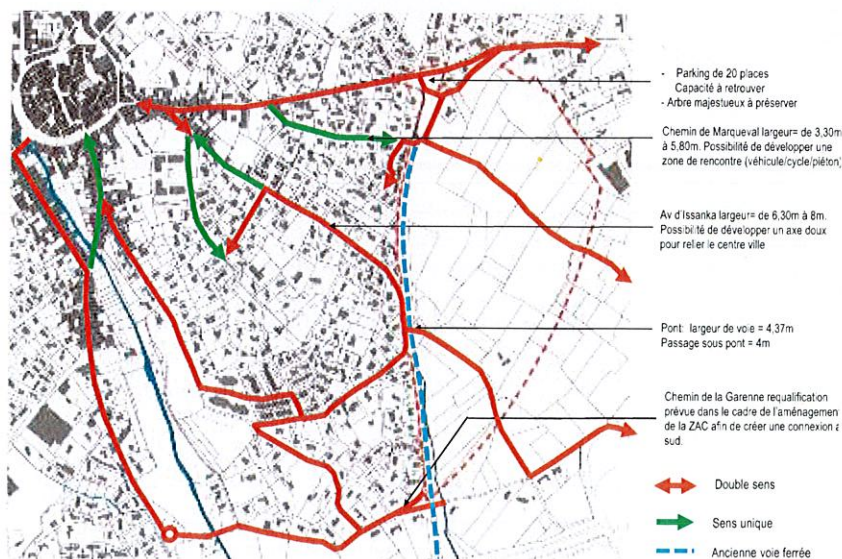 - Parking de 20 places
Capacité à retrouver
- Arbre majestueux à préserver
Chemin de Marqueval largeur= de 3,30m
à 5,80m. Possibilité de développer une
zone de rencontre (véhicule/cycle/piéton)
Av d'Issanka largeur= de 6,30m à 8m.
Possibilité de développer un axe doux
pour relier le centre ville
Pont: largeur de voie = 4,37m
Passage sous pont = 4m
Chemin de la Garenne requalification
prévue dans le cadre de l'aménagement
de la ZAC afin de créer une connexion
sud.
Double sens
Sens unique
Ancienne voie ferrée